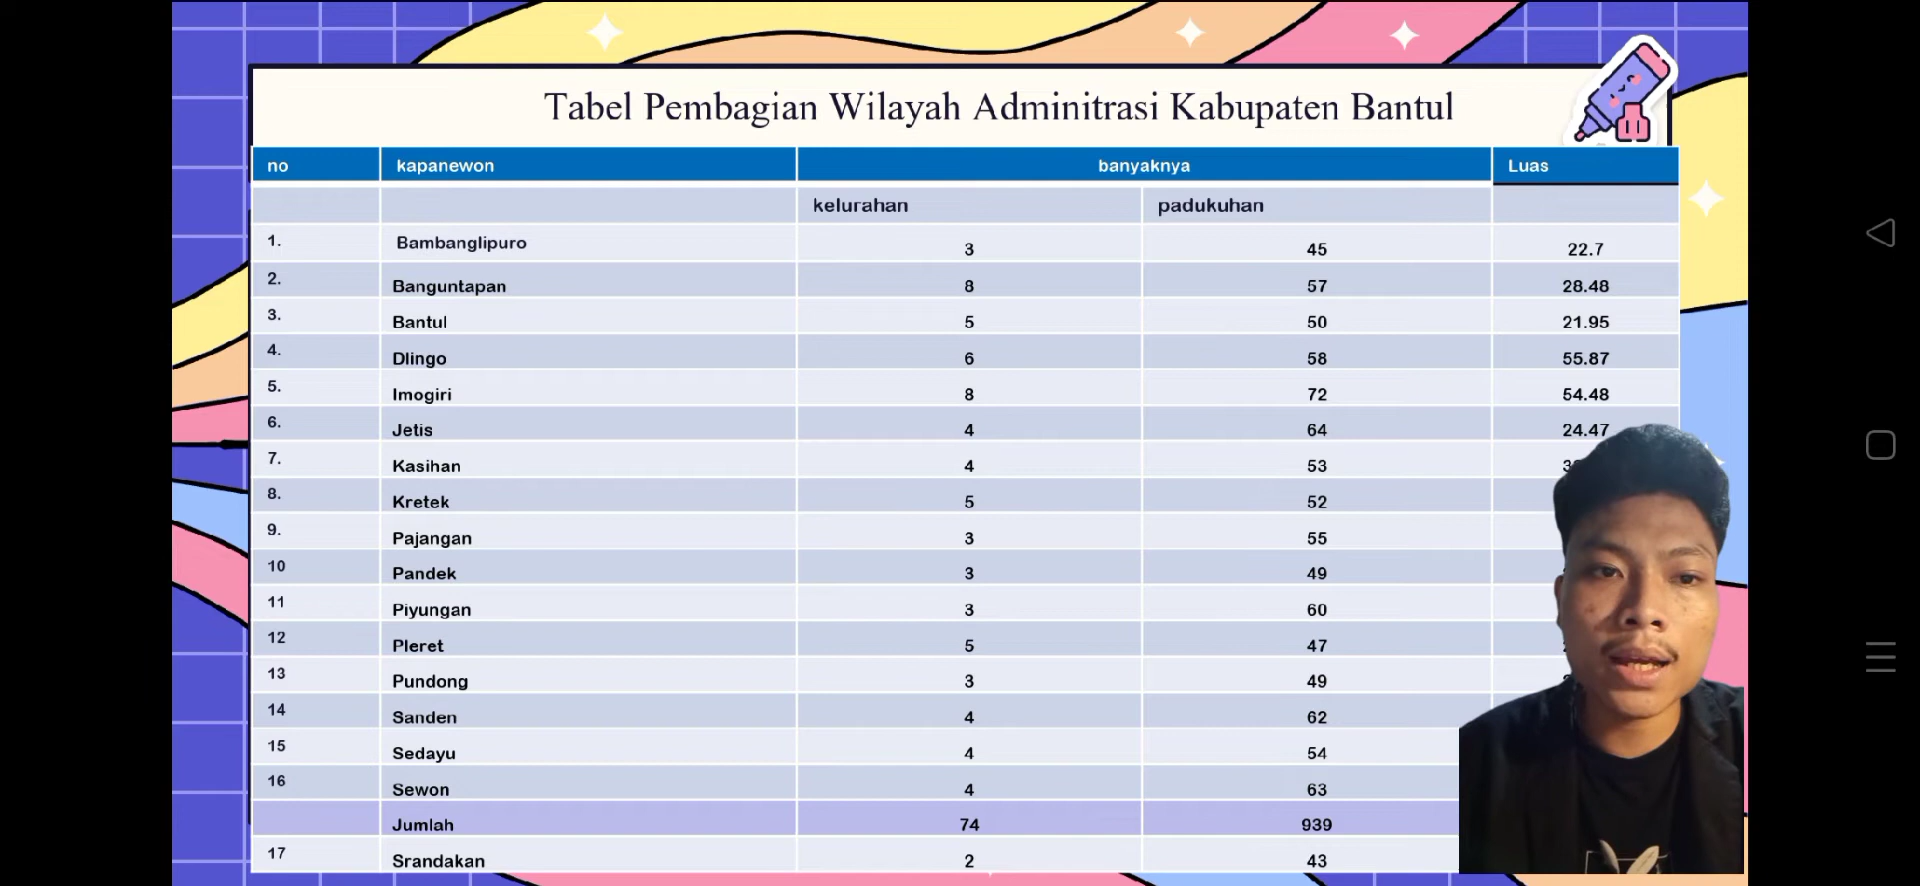 Tabel Pembagian Wilayah Adminitrasi Kabupaten Bantul
no kapanewon banyaknya Luas
kelurahan padukuhan
1. Bambanglipuro 3 45 22.7
2. Banguntapan 8 57 28.48
3. Bantul 5 50 21.95
4. Dlingo 6 58 55.87
5. Imogiri 8 72 54.48
6. Jetis 4 64 24.47
7. Kasihan 4 53
8. Kretek 5 52
9. Pajangan 3 55
10 Pandek 3 49
11 Piyungan 3 60
12 Pleret 5 47
13 Pundong 3 49
14 Sanden 4 62
15 Sedayu 4 54
16 Sewon 4 63
Jumlah 74 939
17 Srandakan 2 43